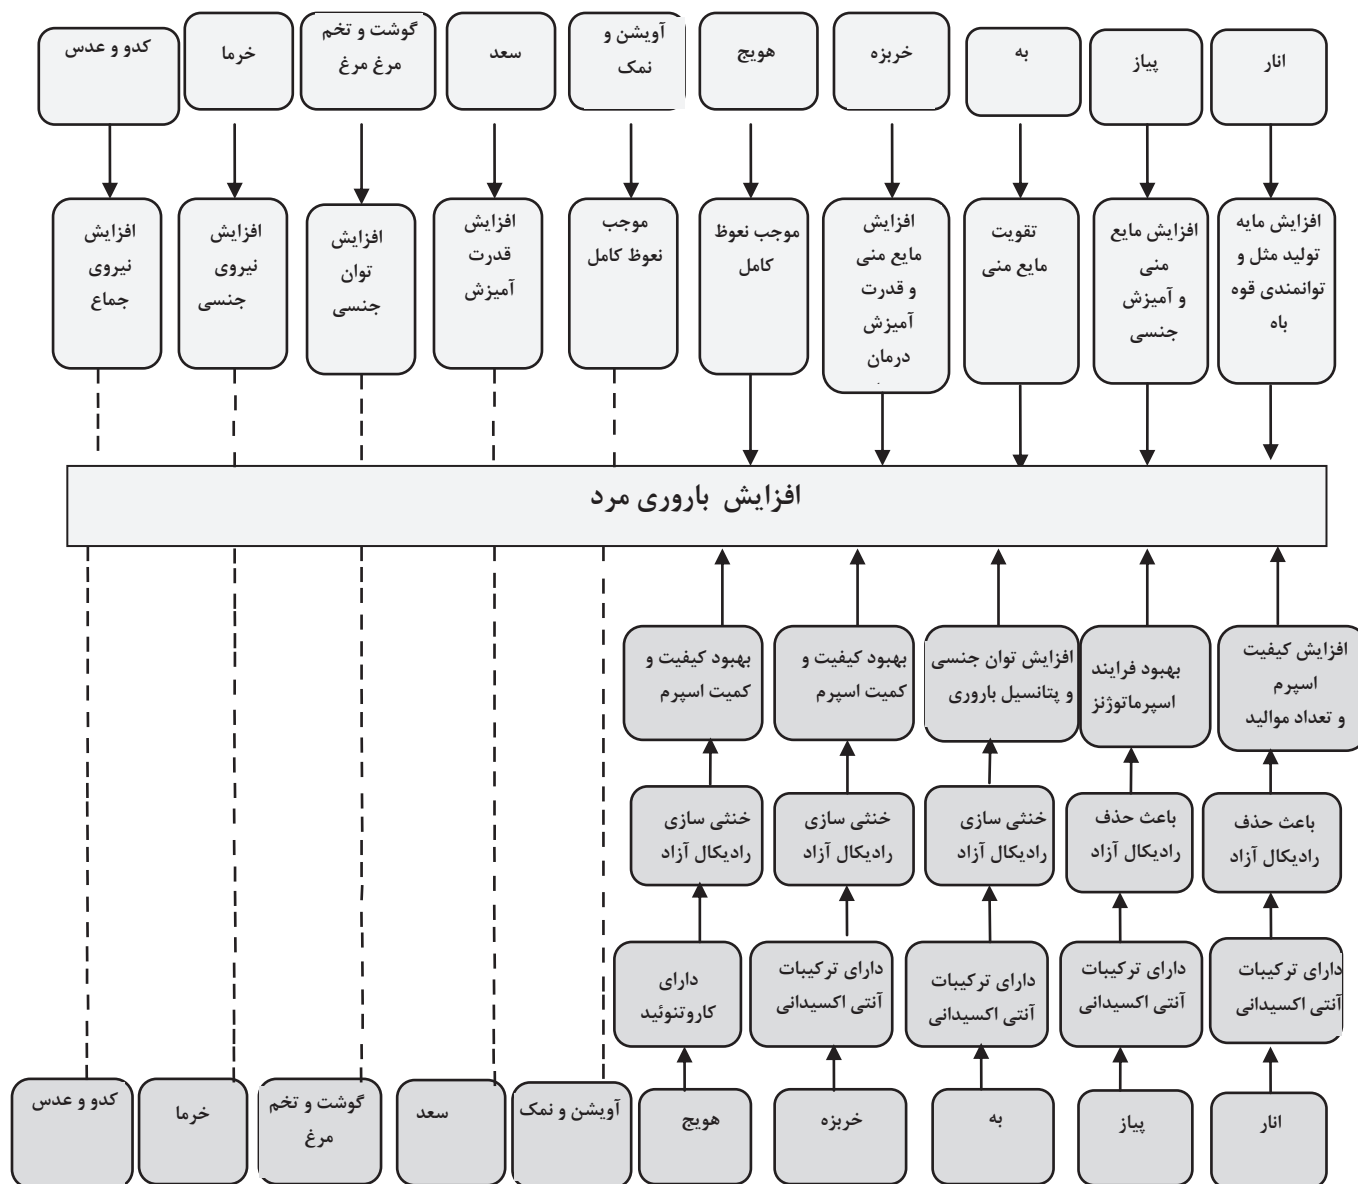 انار
پیاز
به
خربزه
هویج
آویشن و
نمک
سعد
گوشت و تخم
مرغ مرغ
خرما
کدو و عدس
افزایش مایه
تولید مثل و
توانمندی قوه
باه
افزایش مایع
منی
و آمیزش
جنسی
تقویت
مایع منی
افزایش
مایع منی
و قدرت
آمیزش
درمان
موجب نعوظ
کامل
موجب
نعوظ کامل
افزایش
قدرت
آمیزش
افزایش
توان
جنسی
افزایش
نیروی
جنسی
افزایش
نیروی
جماع
افزایش باروری مرد
افزایش کیفیت
اسپرم
و تعداد موالید
بهبود فرایند
اسپرماتوژنز
افزایش توان جنسی
و پتانسیل باروری
بهبود کیفیت و
کمیت اسپرم
بهبود کیفیت و
کمیت اسپرم
باعث حذف
رادیکال آزاد
باعث حذف
رادیکال آزاد
خنثی سازی
رادیکال آزاد
خنثی سازی
رادیکال آزاد
خنثی سازی
رادیکال آزاد
دارای ترکیبات
آنتی اکسیدانی
دارای ترکیبات
آنتی اکسیدانی
دارای ترکیبات
آنتی اکسیدانی
دارای ترکیبات
آنتی اکسیدانی
دارای
کاروتنوئید
انار
پیاز
به
خربزه
هویج
آویشن و نمک
سعد
گوشت و تخم
مرغ
خرما
کدو و عدس